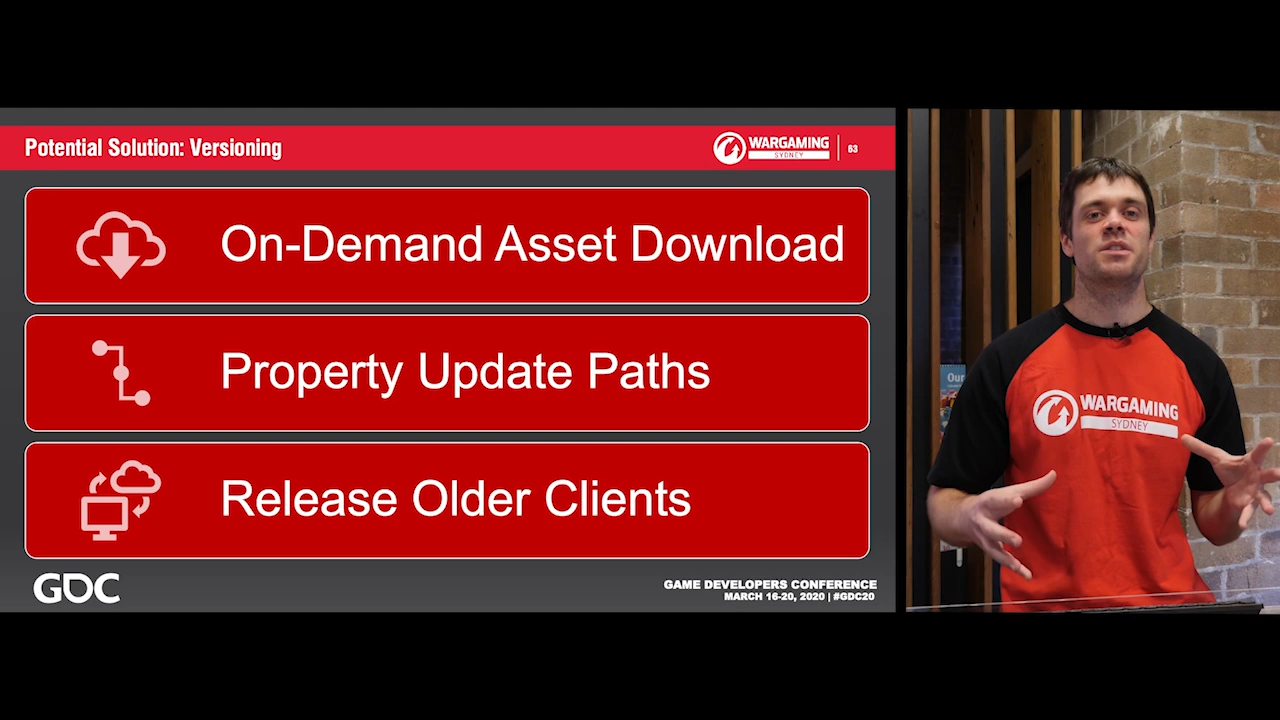 Potential Solution: Versioning
WARGAMING
SYDNEY
63
On-Demand Asset Download
Property Update Paths
Release Older Clients
GDC
GAME DEVELOPERS CONFERENCE
MARCH 16-20, 2020 | #GDC20
Our
WARGAMING
SYDNEY